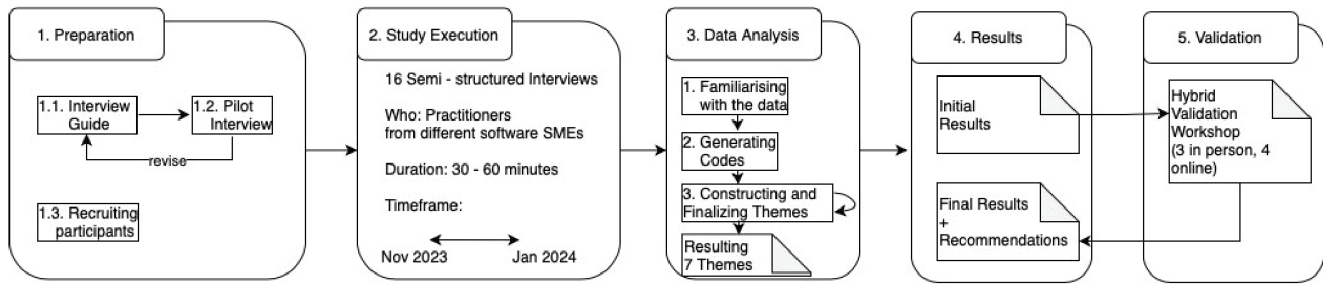 1. Preparation
1.1. Interview
Guide
1.2. Pilot
Interview
revise
1.3. Recruiting
participants
2. Study Execution
16 Semi - structured Interviews
Who: Practitioners
from different software SMEs
Duration: 30 - 60 minutes
Timeframe:
Nov 2023
Jan 2024
3. Data Analysis
1. Familiarising
with the data
2. Generating
Codes
3. Constructing and
Finalizing Themes
Resulting
7 Themes
4. Results
Initial
Results
Final Results
+
Recommendations
5. Validation
Hybrid
Validation
Workshop
(3 in person, 4
online)